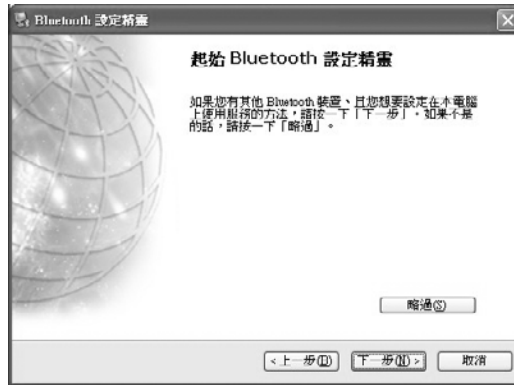 Bluetooth 設定精靈
起始 Bluetooth 設定精靈
如果您有其他 Bluetooth 裝置、且您想要設定在本電腦
上使用服務的方法，請按一下「下一步」。如果不是
的話，請按一下「略過」。
略過(S)
<上一步(D) 下一步(N)> 取消